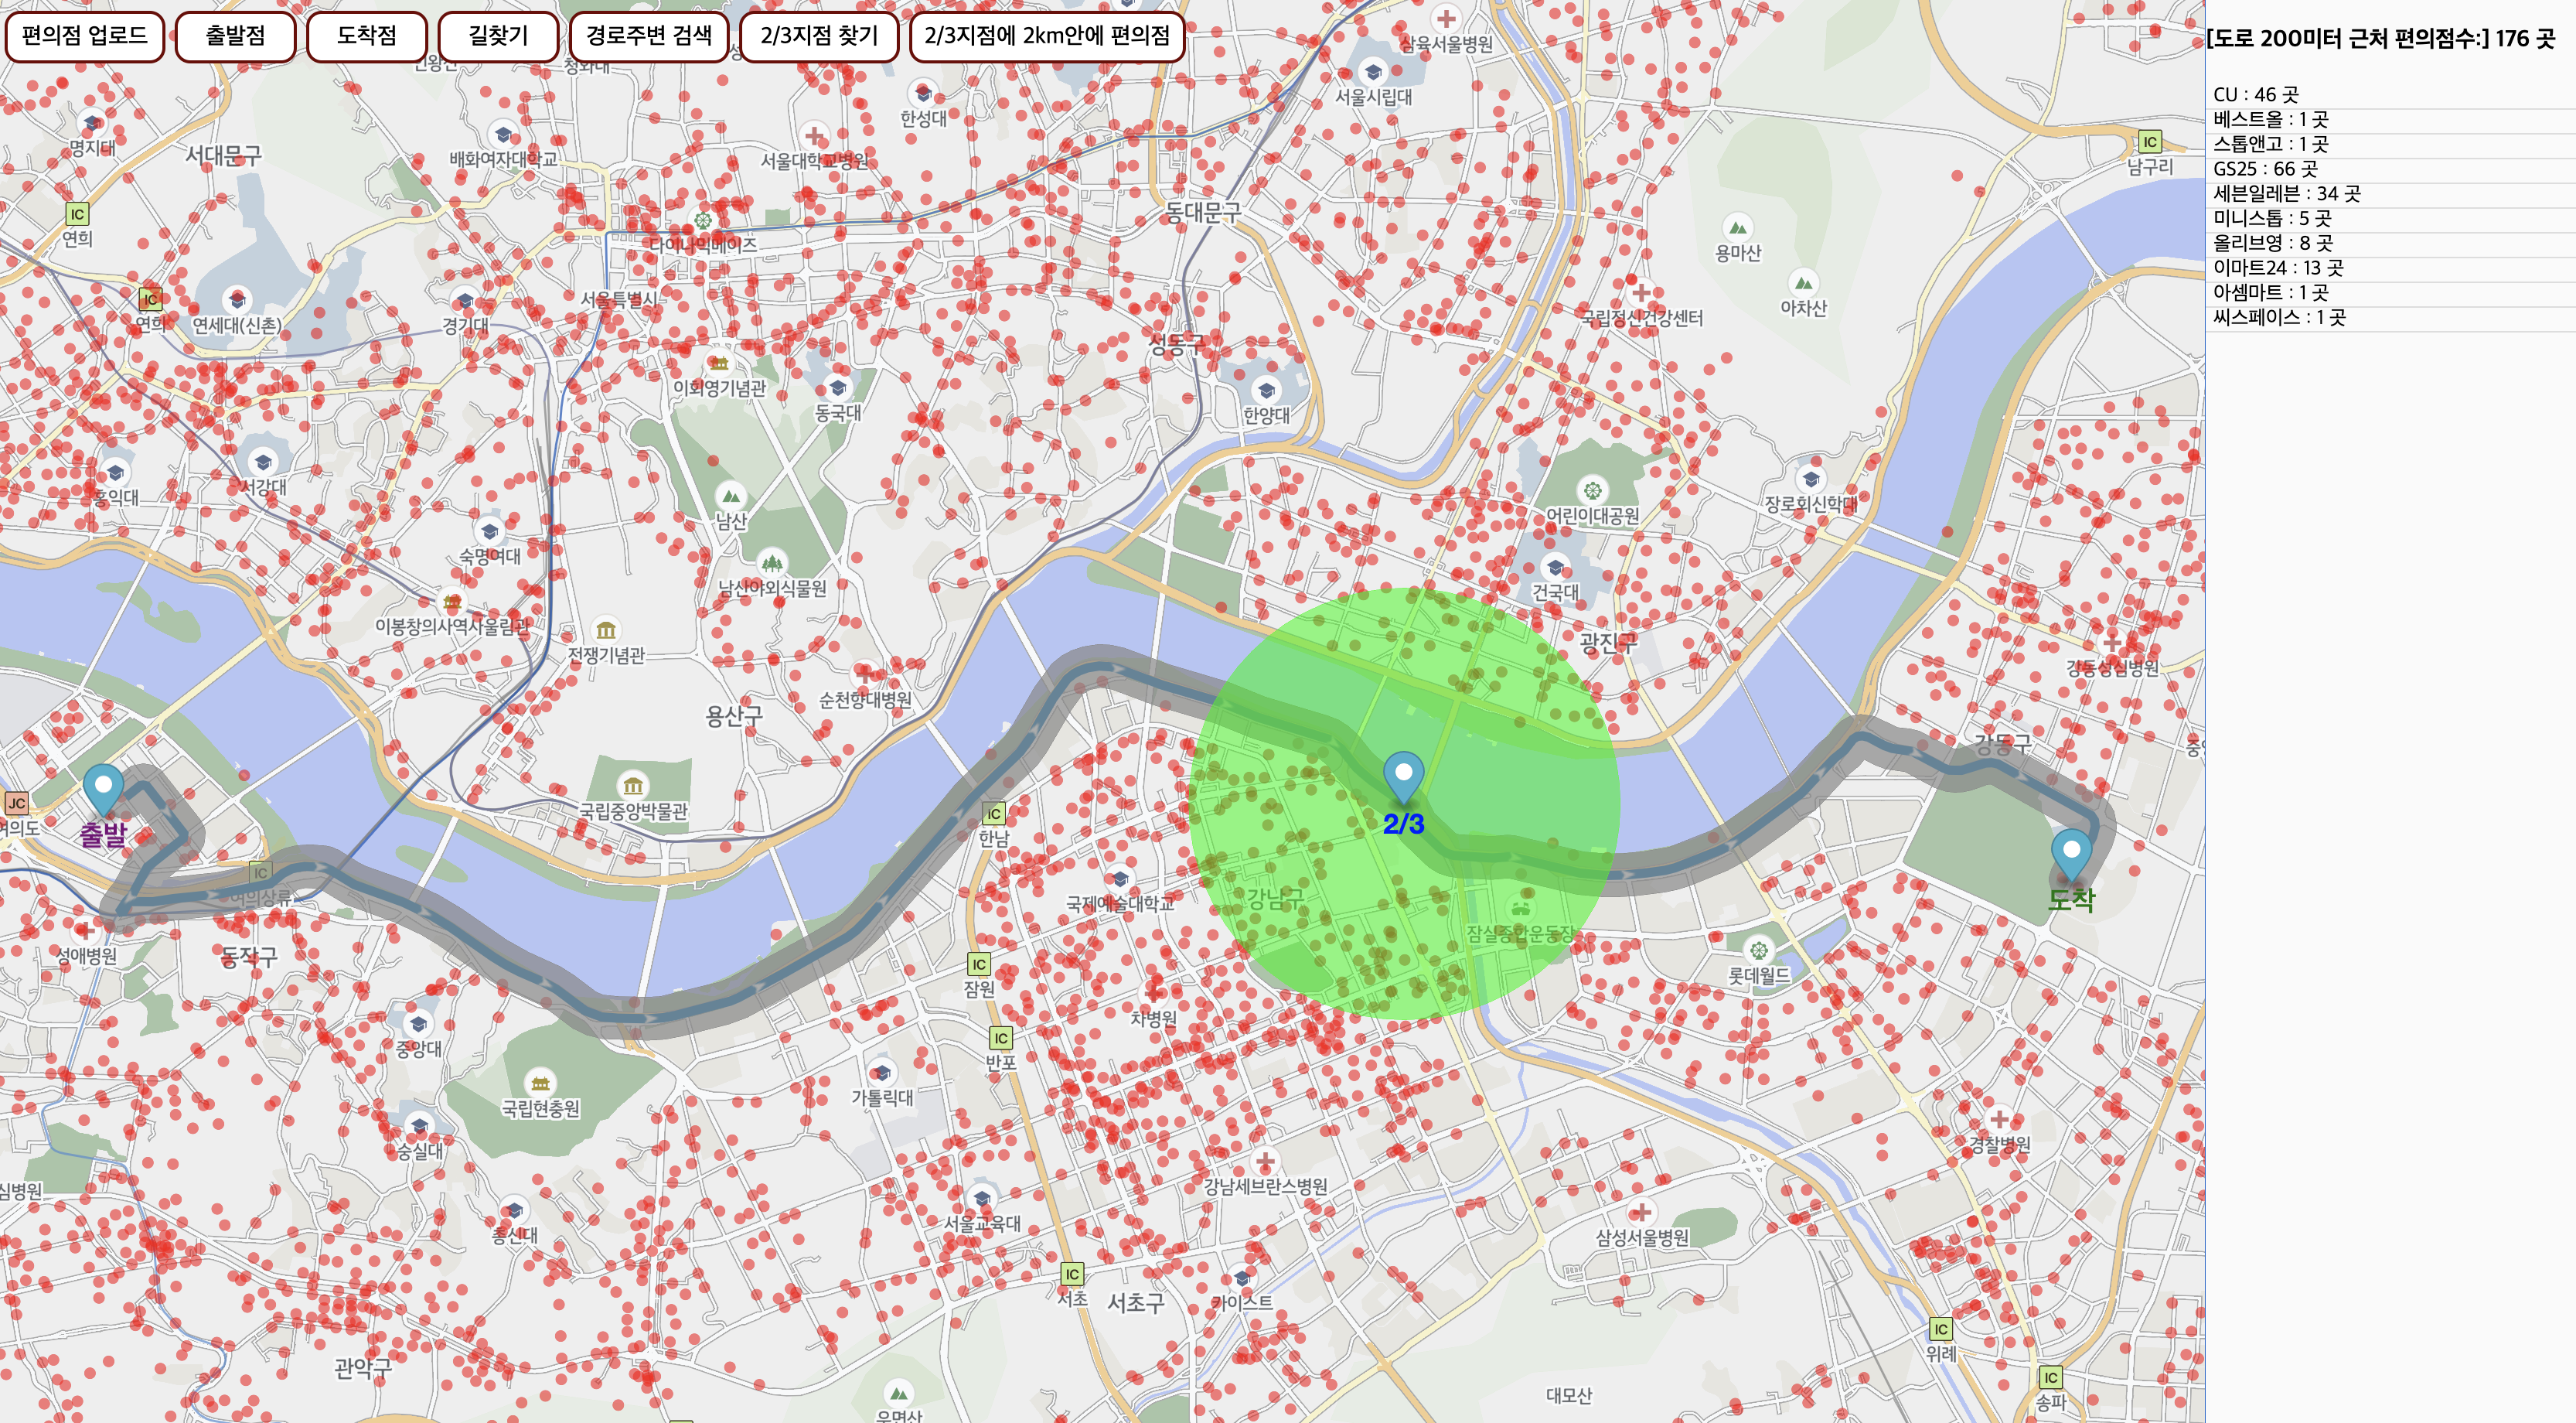 편의점 업로드
출발점
도착점
길찾기
경로주변 검색
2/3지점 찾기
2/3지점에 2km안에 편의점
[도로 200미터 근처 편의점수:] 176 곳
CU : 46 곳
베스트올 : 1 곳
스톱앤고 : 1 곳
GS25 : 66 곳
세븐일레븐 : 34 곳
미니스톱 : 5 곳
올리브영 : 8 곳
이마트24 : 13 곳
아셈마트 : 1 곳
씨스페이스 : 1 곳
삼육서울병원
서울시립대
한성대
명지대
서대문구
배화여자대학교
서울대학교병원
IC
남구리
IC
연희
동대문구
다이나믹메이즈
용마산
아차산
IC
연희
연세대(신촌)
경기대
서울특별시
국립정신건강센터
성동구
이회영기념관
동국대
한양대
홍익대
서강대
남산
어린이대공원
장로회신학대
숙명여대
남산야외식물원
건국대
이봉창의사역사울림관
전쟁기념관
광진구
강동성심병원
순천향대병원
용산구
강동구
국립중앙박물관
JC
여의도
출발
IC
한남
2/3
도착
IC
여의상류
국제예술대학교
강남구
잠실종합운동장
성애병원
동작구
IC
잠원
롯데월드
차병원
중앙대
IC
반포
국립현충원
가톨릭대
숭실대
경찰병원
심병원
강남세브란스병원
총신대
서울교육대
삼성서울병원
IC
서초
서초구
카이스트
IC
위례
관악구
대모산
IC
송파
우면산